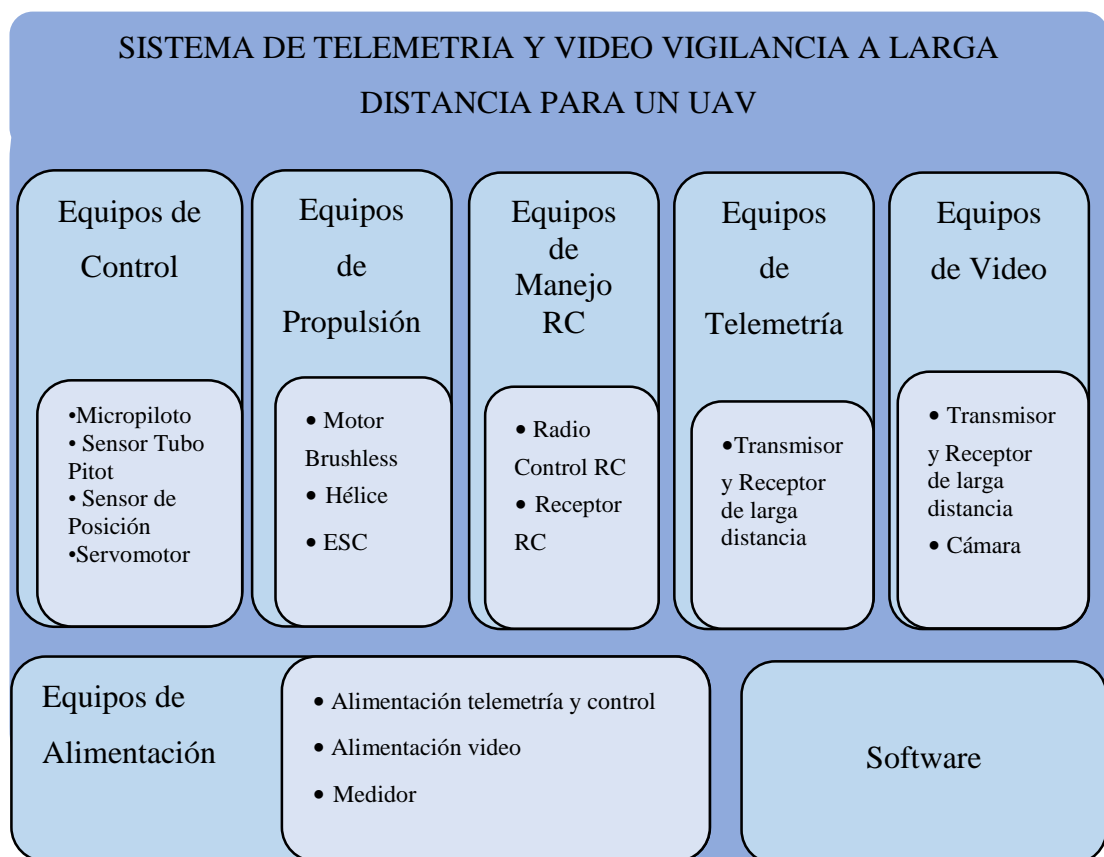 SISTEMA DE TELEMETRIA Y VIDEO VIGILANCIA A LARGA
DISTANCIA PARA UN UAV
Equipos de
Control
•Micropiloto
• Sensor Tubo
Pitot
• Sensor de
Posición
•Servomotor
Equipos
de
Propulsión
• Motor
Brushless
• Hélice
• ESC
Equipos
de
Manejo
RC
• Radio
Control RC
• Receptor
RC
Equipos
de
Telemetría
•Transmisor
y Receptor
de larga
distancia
Equipos
de Video
• Transmisor
y Receptor
de larga
distancia
• Cámara
Equipos de
Alimentación
• Alimentación telemetría y control
• Alimentación video
• Medidor
Software